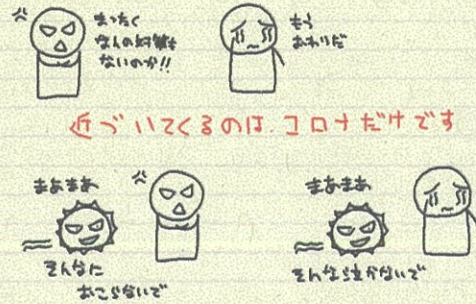 まったく
なんの対策も
ないのか!!
もう
おわりだ
近づいてくるのは、コロナだけです
まあまあ
そんなに
おこらないで
まあまあ
そんな泣かないで